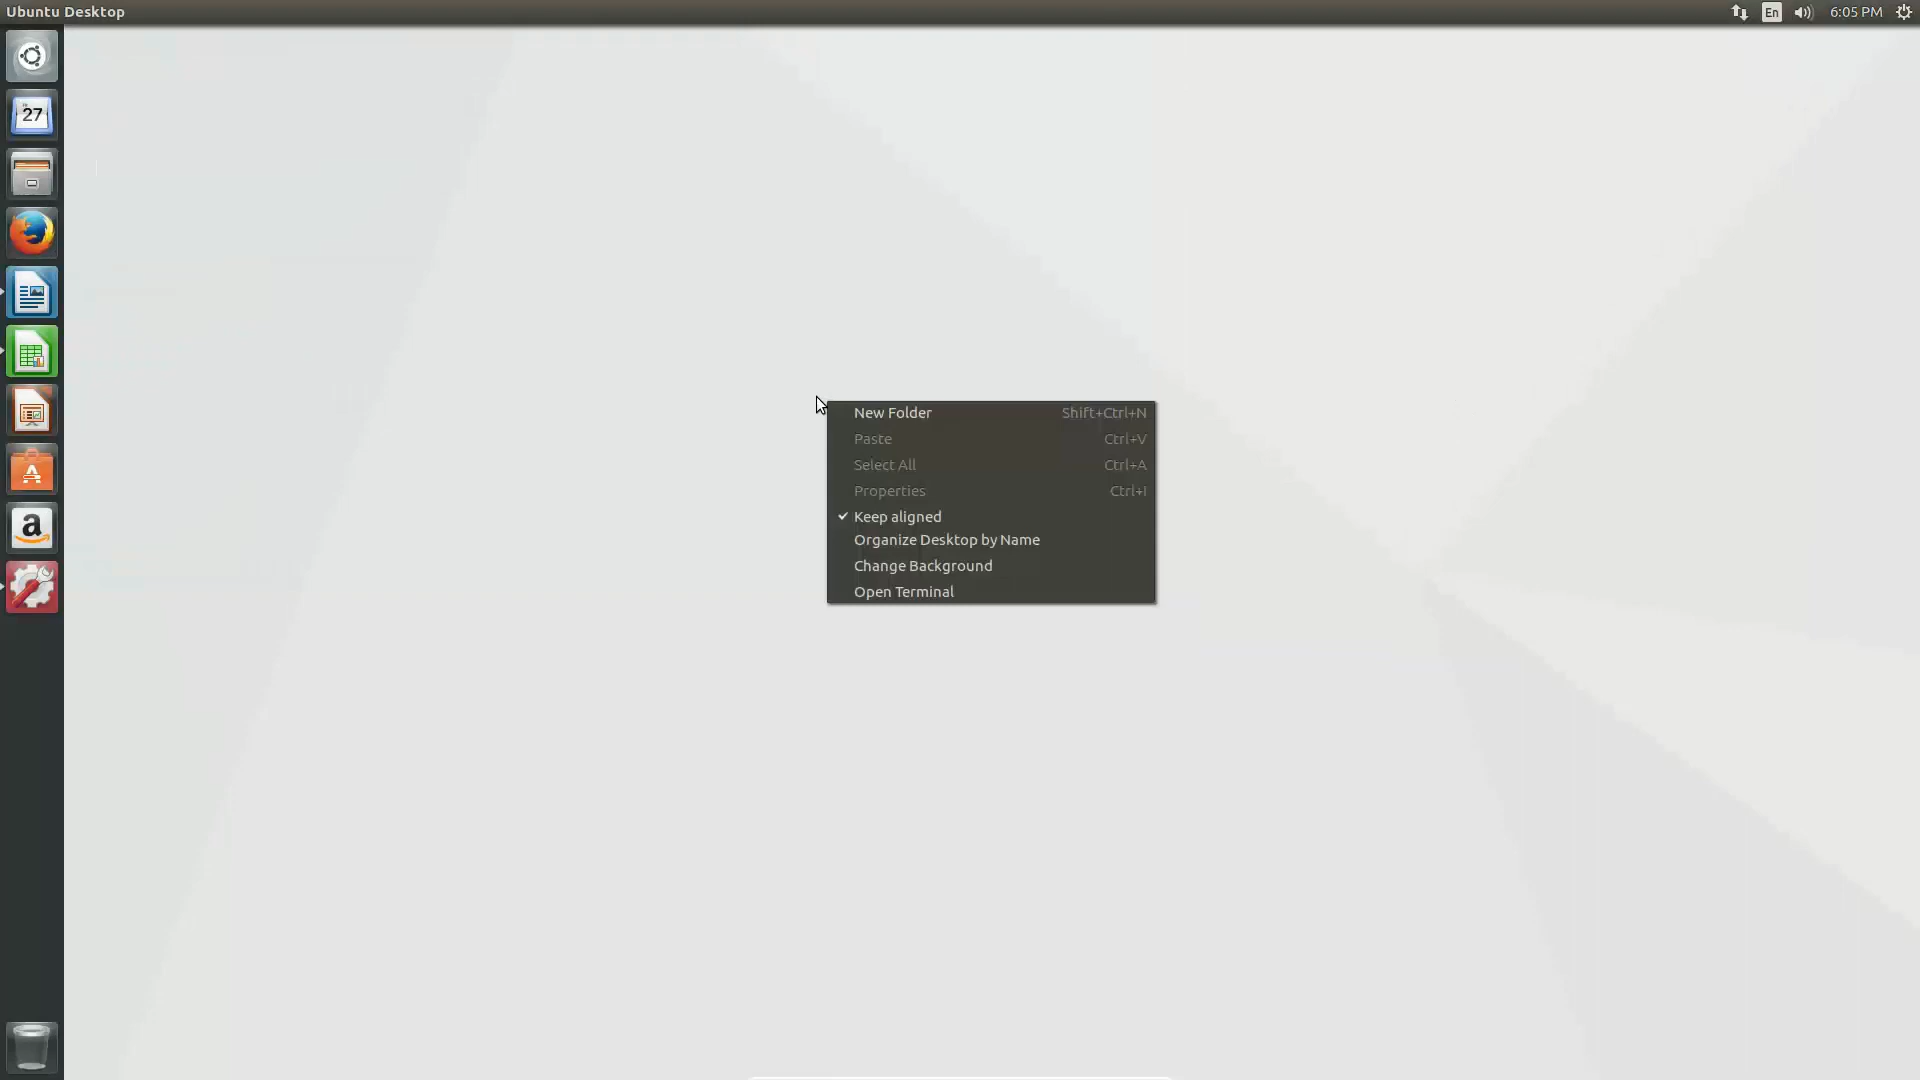 Ubuntu Desktop
En
6:05 PM
27
New Folder Shift+Ctrl+N
Paste Ctrl+V
Select All Ctrl+A
Properties Ctrl+I
Keep aligned
Organize Desktop by Name
Change Background
Open Terminal
A
a